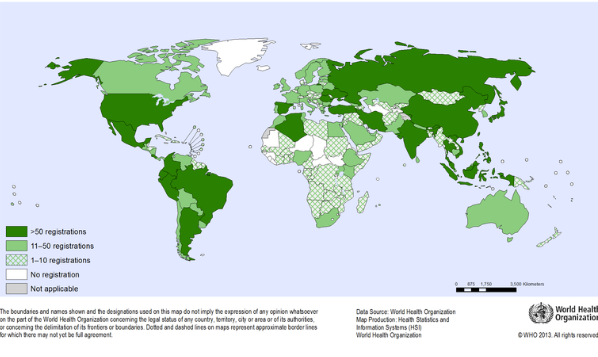 >50 registrations
11–50 registrations
1–10 registrations
No registration
Not applicable
0 875 1,750 3,500 Kilometers
The boundaries and names shown and the designations used on this map do not imply the expression of any opinion whatsoever
on the part of the World Health Organization concerning the legal status of any country, territory, city or area or of its authorities,
or concerning the delimitation of its frontiers or boundaries. Dotted and dashed lines on maps represent approximate border lines
for which there may not yet be full agreement.
Data Source: World Health Organization
Map Production: Health Statistics and
Information Systems (HSI)
World Health Organization
World Health
Organization
© WHO 2013. All rights reserved.